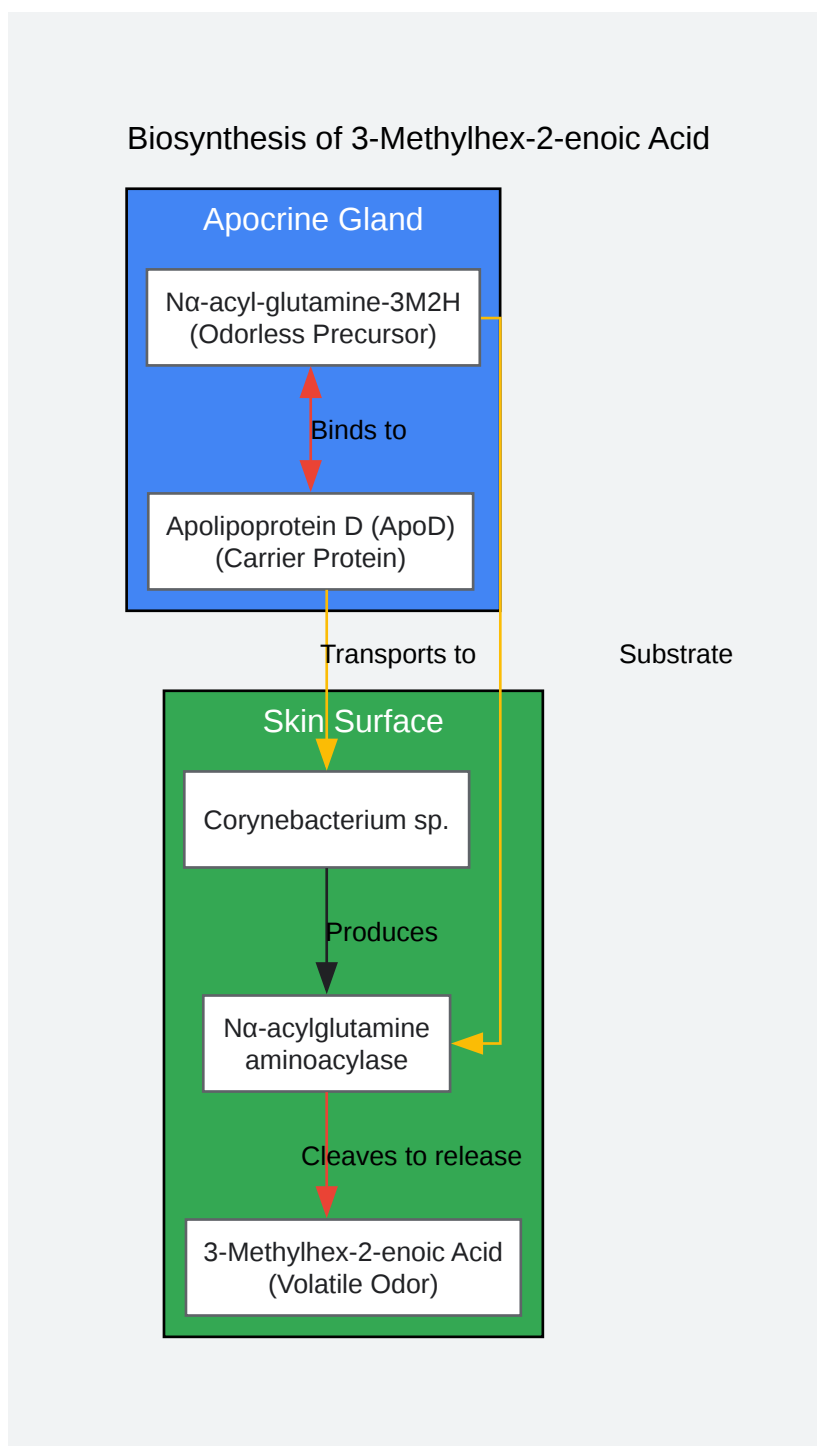 Biosynthesis of 3-Methylhex-2-enoic Acid
Apocrine Gland
Nα-acyl-glutamine-3M2H
(Odorless Precursor)
Binds to
Apolipoprotein D (ApoD)
(Carrier Protein)
Transports to
Substrate
Skin Surface
Corynebacterium sp.
Produces
Nα-acylglutamine
aminoacylase
Cleaves to release
3-Methylhex-2-enoic Acid
(Volatile Odor)